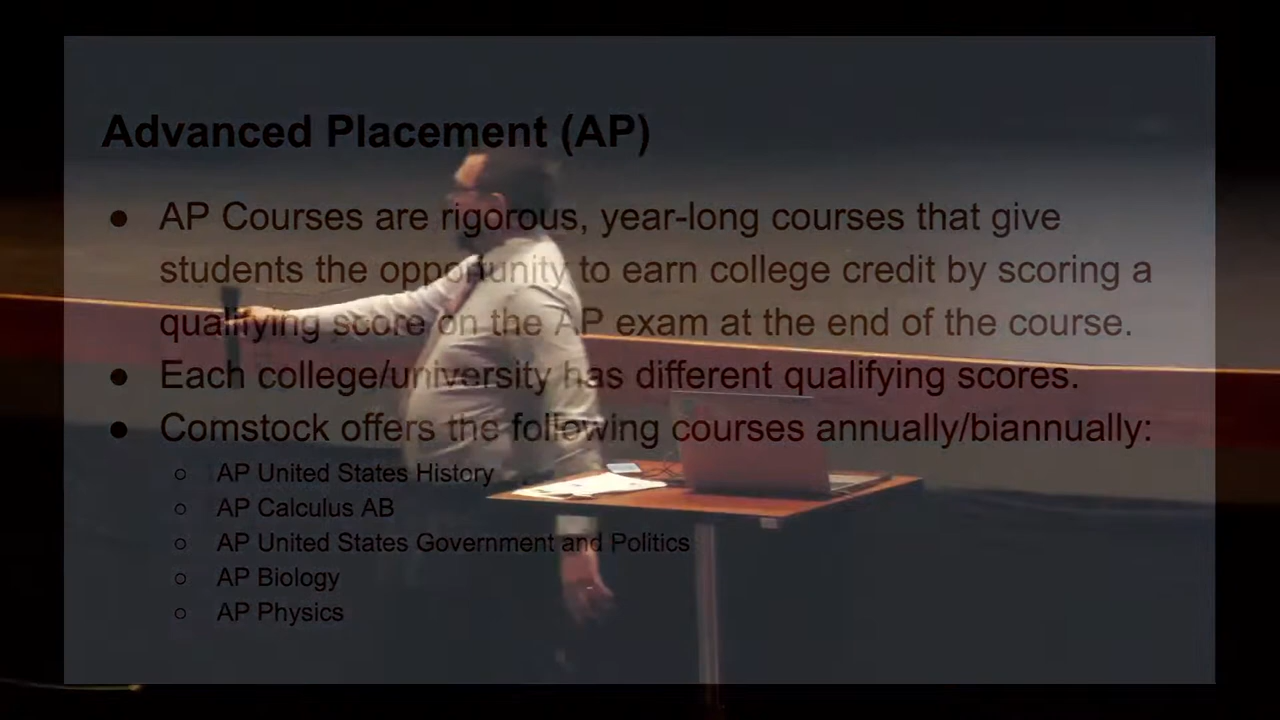 Advanced Placement (AP)
● AP Courses are rigorous, year-long courses that give
students the opportunity to earn college credit by scoring a
qualifying score on the AP exam at the end of the course.
● Each college/university has different qualifying scores.
● Comstock offers the following courses annually/biannually:
○ AP United States History
○ AP Calculus AB
○ AP United States Government and Politics
○ AP Biology
○ AP Physics